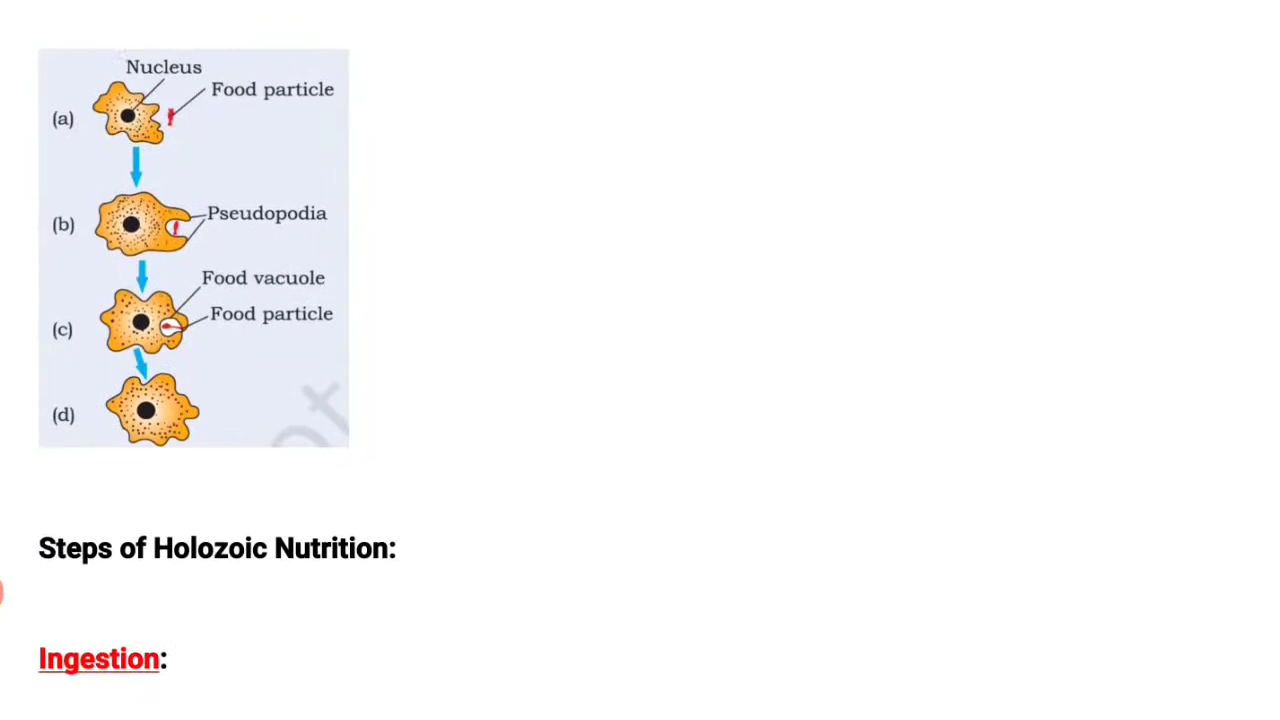 Nucleus
Food particle
(a)
(b)
Pseudopodia
Food vacuole
Food particle
(c)
(d)
Steps of Holozoic Nutrition:
Ingestion: